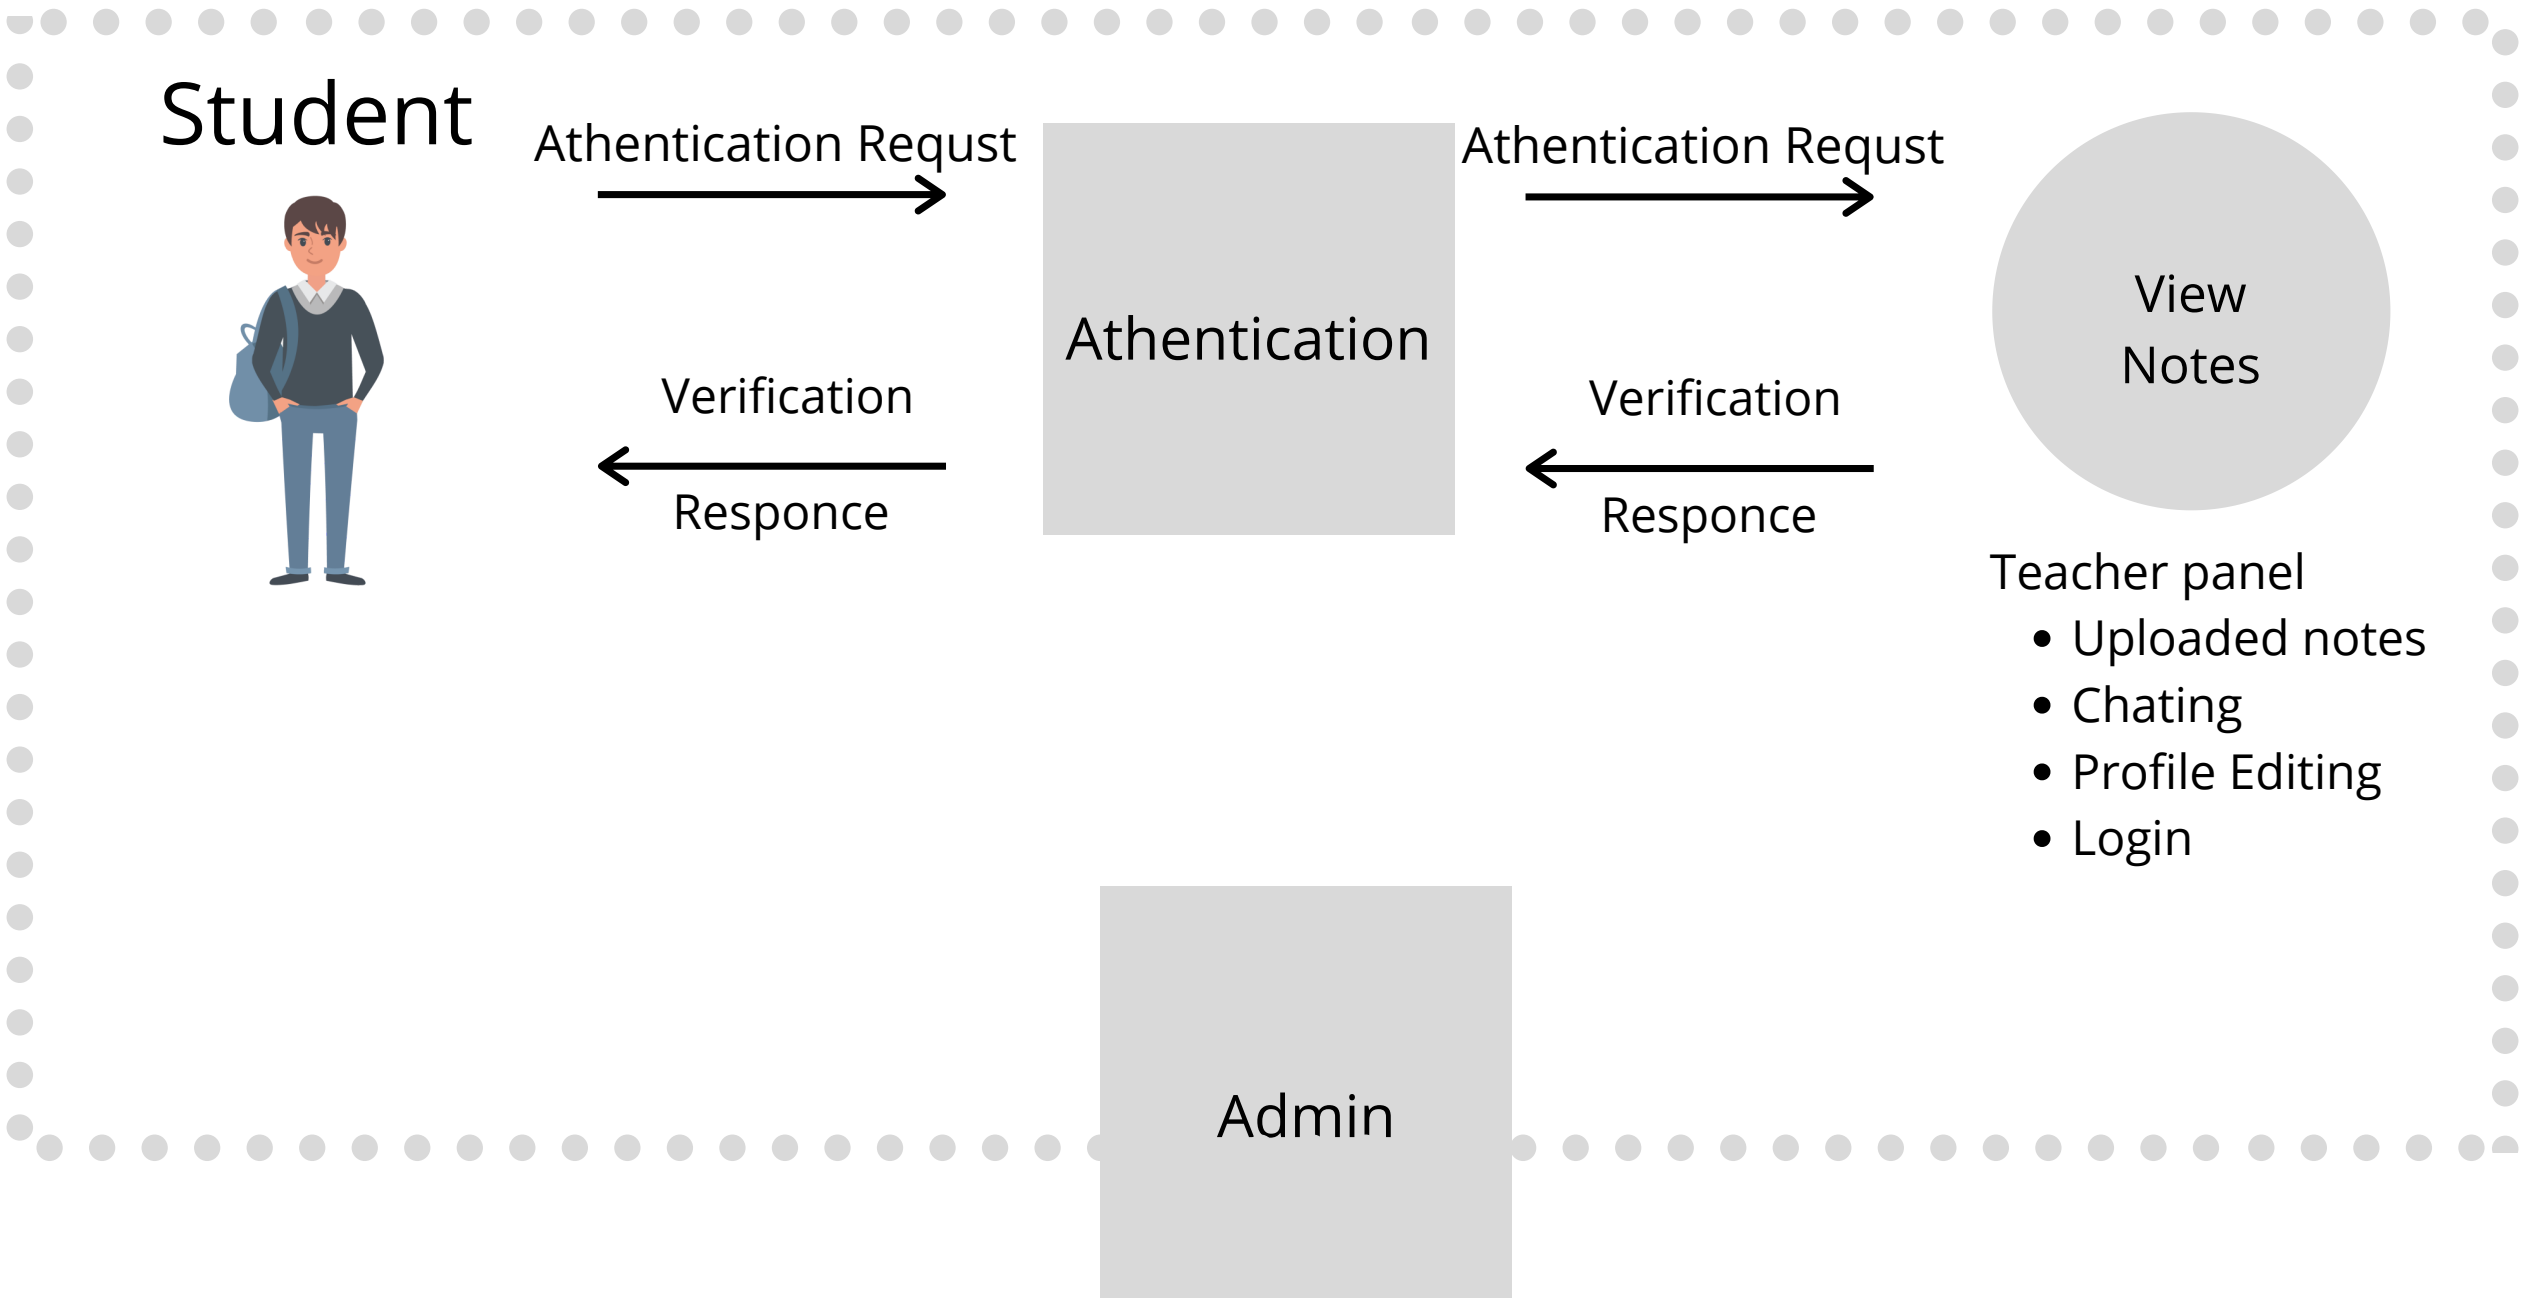 Student
Athentication Requst
Athentication Requst
Athentication
View
Notes
Verification
Responce
Verification
Responce
Teacher panel
• Uploaded notes
• Chating
• Profile Editing
• Login
Admin